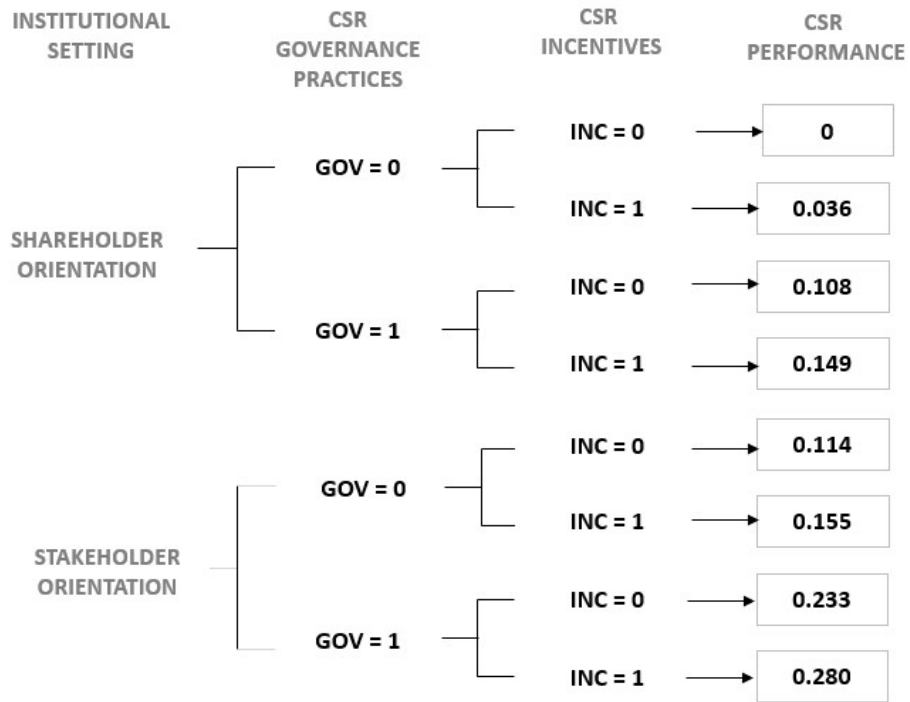 INSTITUTIONAL
SETTING
CSR
GOVERNANCE
PRACTICES
CSR
INCENTIVES
CSR
PERFORMANCE
SHAREHOLDER
ORIENTATION
GOV = 0
INC = 0
0
INC = 1
0.036
GOV = 1
INC = 0
0.108
INC = 1
0.149
STAKEHOLDER
ORIENTATION
GOV = 0
INC = 0
0.114
INC = 1
0.155
GOV = 1
INC = 0
0.233
INC = 1
0.280